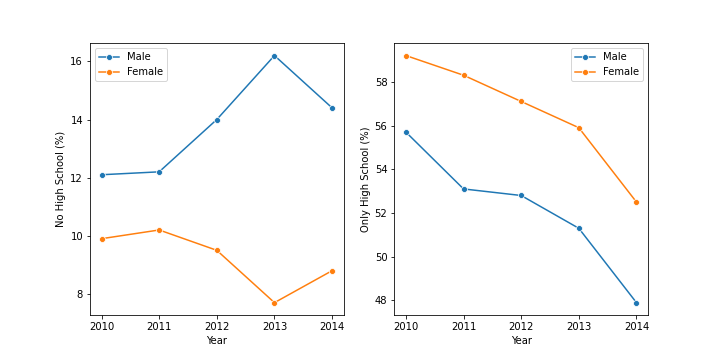 Male
Female
16
14
12
10
8
No High School (%)
2010 2011 2012 2013 2014
Year
Male
Female
58
56
54
52
50
48
Only High School (%)
2010 2011 2012 2013 2014
Year